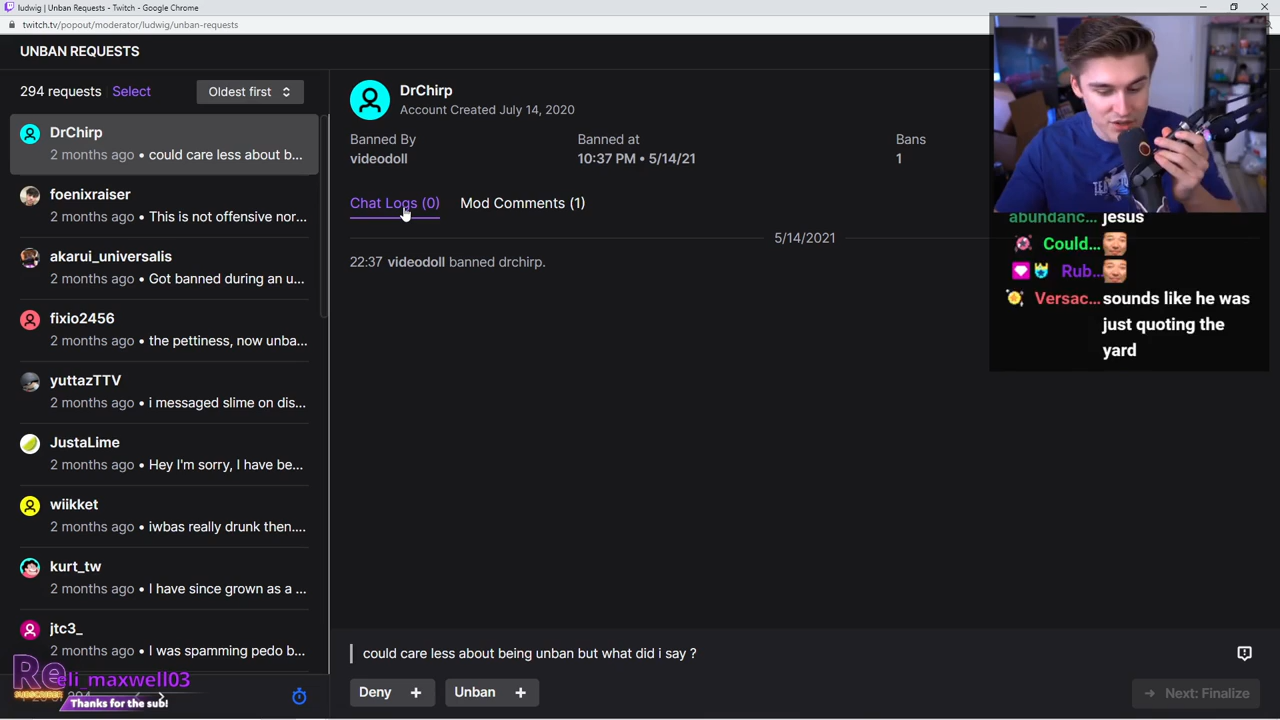 ludwig | Unban Requests - Twitch - Google Chrome
twitch.tv/popout/moderator/ludwig/unban-requests
UNBAN REQUESTS
294 requests Select Oldest first
DrChirp
2 months ago • could care less about b...
foenixraiser
2 months ago • This is not offensive nor...
akarui_universalis
2 months ago • Got banned during an u...
fixio2456
2 months ago • the pettiness, now unba...
yuttazTTV
2 months ago • i messaged slime on dis...
JustaLime
2 months ago • Hey I'm sorry, I have be...
wiikket
2 months ago • iwbas really drunk then....
kurt_tw
2 months ago • I have since grown as a ...
jtc3_
2 months ago • I was spamming pedo b...
Re
SUBSCRIBER
eli_maxwell03
Thanks for the sub!
DrChirp
Account Created July 14, 2020
Banned By Banned at Bans
videodoll 10:37 PM • 5/14/21 1
Chat Logs (0) Mod Comments (1)
5/14/2021
22:37 videodoll banned drchirp.
could care less about being unban but what did i say ?
Deny + Unban +
Next: Finalize
abundanc... jesus
Could...
Rub...
Versac... sounds like he was
just quoting the
yard